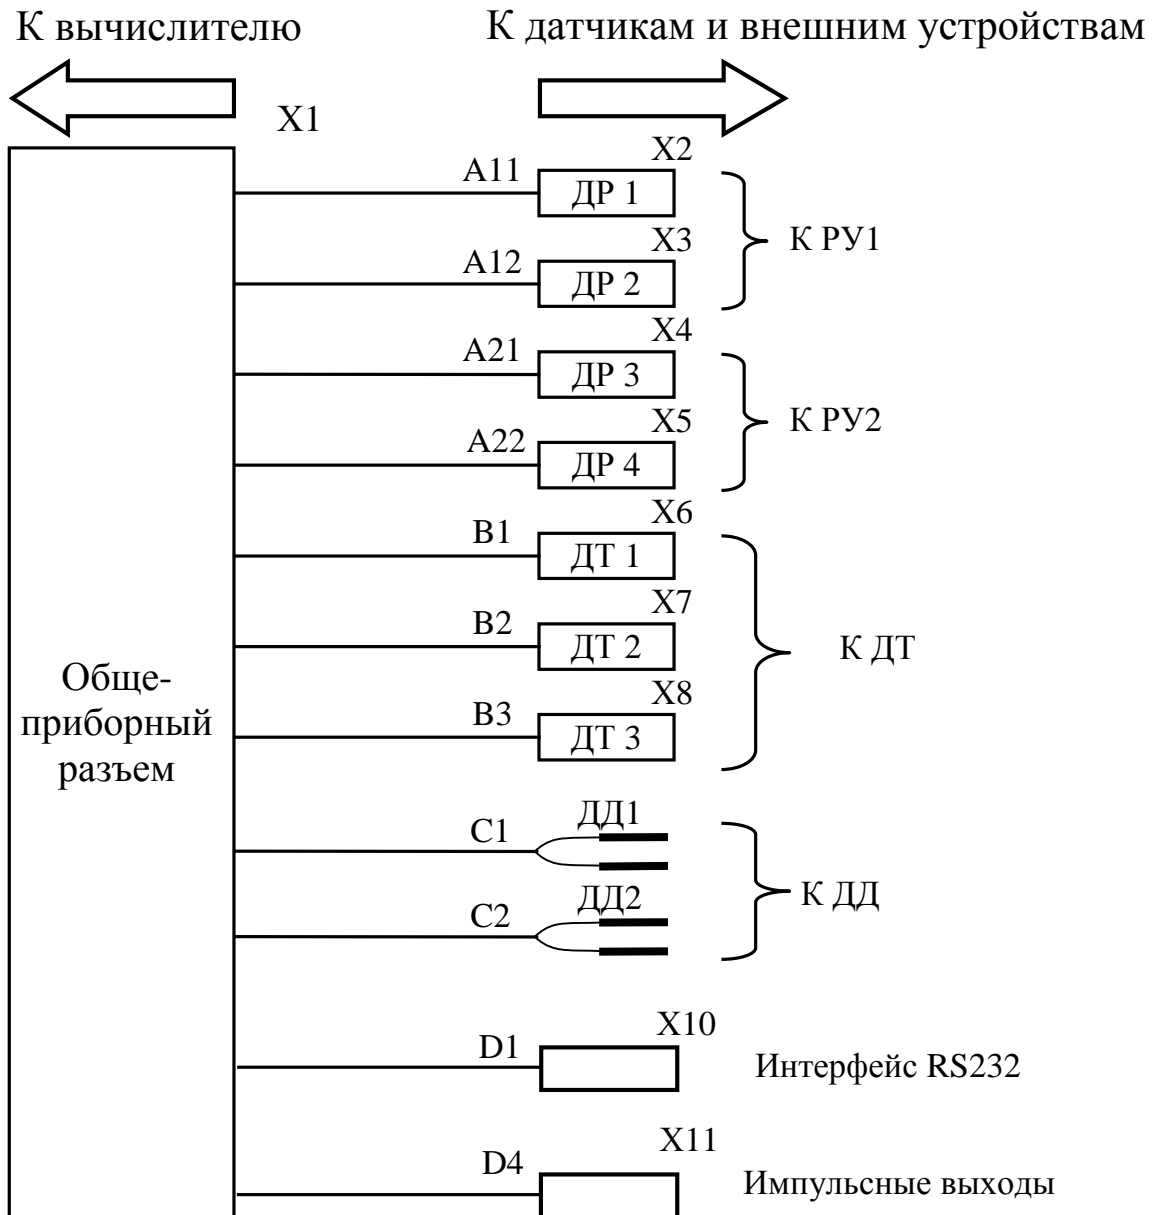 К вычислителю
К датчикам и внешним устройствам
X1
X2
A11
ДР 1
X3
К РУ1
A12
ДР 2
X4
A21
ДР 3
X5
К РУ2
A22
ДР 4
X6
B1
ДТ 1
X7
B2
ДТ 2
К ДТ
X8
B3
ДТ 3
Обще-
приборный
разъем
ДД1
C1
К ДД
ДД2
C2
X10
D1
Интерфейс RS232
X11
D4
Импульсные выходы